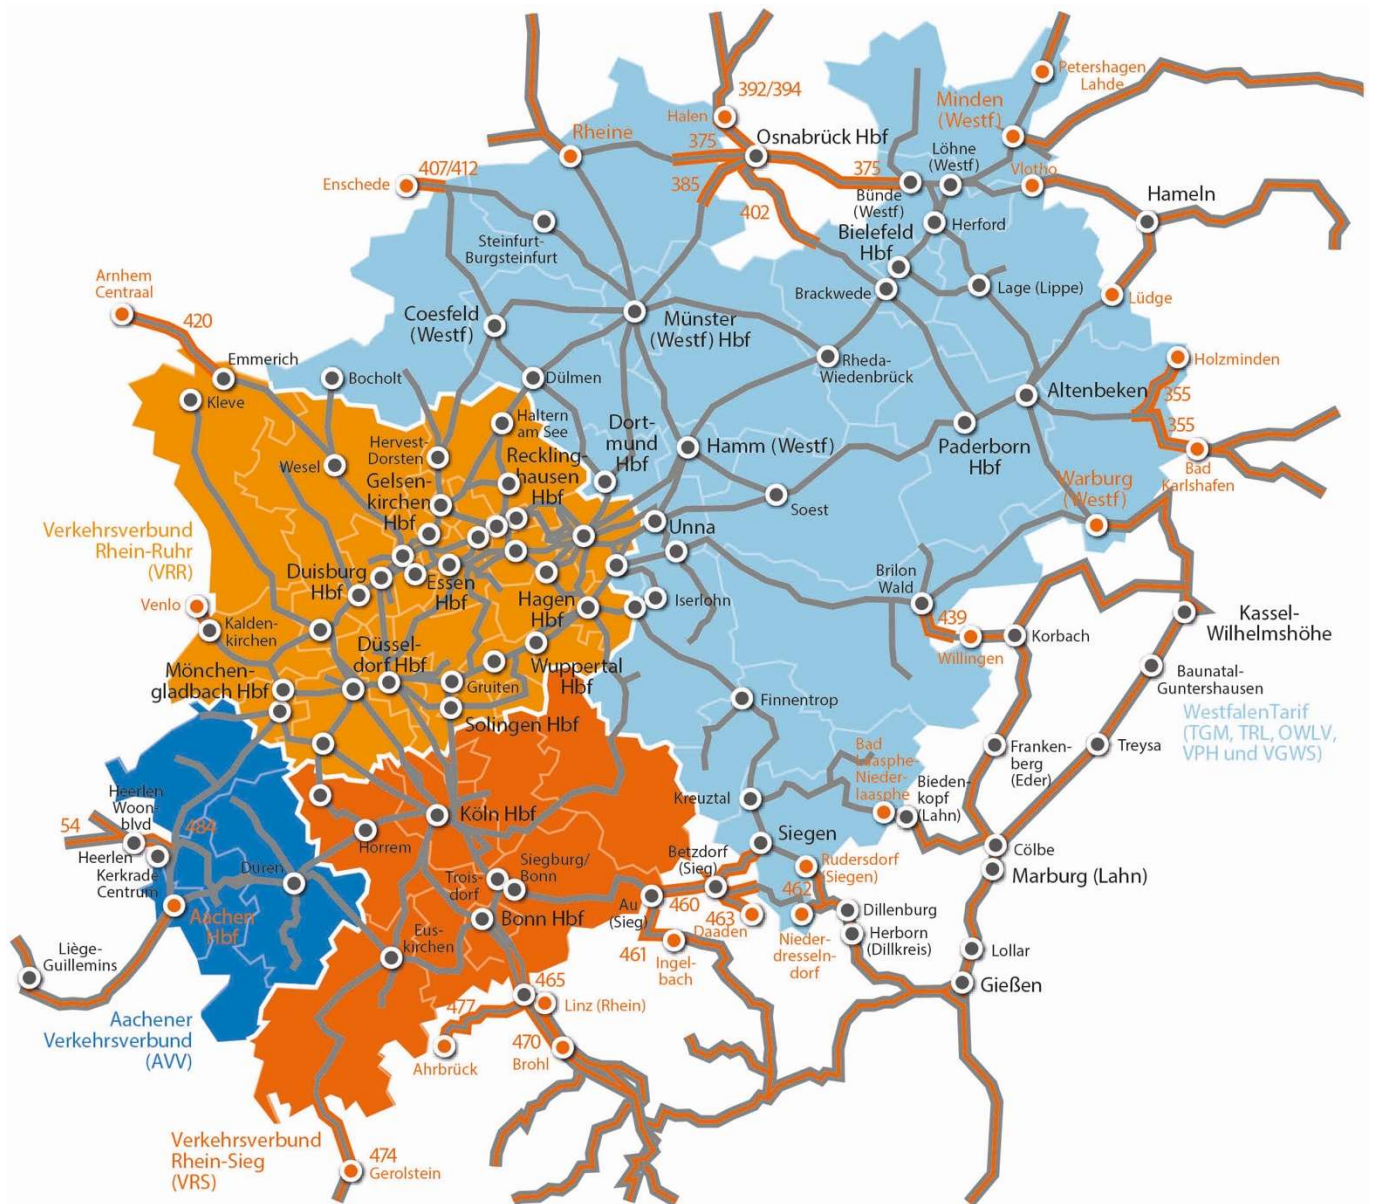 392/394
Petershagen
Lahde
Minden
(Westf)
Halen
Osnabrück Hbf
375
Rheine
Löhne
(Westf)
407/412
Enschede
375
Vlotho
385
Bünde
(Westf)
402
Hameln
Herford
Steinfurt-
Burgsteinfurt
Bielefeld
Hbf
Arnhem
Centraal
Brackwede
Lage (Lippe)
Lüdge
420
Coesfeld
(Westf)
Münster
(Westf) Hbf
Emmerich
Bocholt
Dülmen
Rheda-
Wiedenbrück
Holzminden
Kleve
355
Altenbeken
Haltern
am See
Dort-
mund
Hbf
355
Hervest-
Dorsten
Hamm (Westf)
Paderborn
Hbf
Wesel
Reckling-
hausen
Hbf
Bad
Karlshafen
Gelsen-
kirchen
Hbf
Warburg
(Westf)
Soest
Verkehrsverbund
Rhein-Ruhr
(VRR)
Unna
Duisburg
Hbf
Essen
Hbf
Brilon
Wald
Venlo
Hagen
Hbf
Iserlohn
Kalden-
kirchen
439
Korbach
Kassel-
Wilhelmshöhe
Düssel-
dorf Hbf
Willingen
Mönchen-
gladbach Hbf
Wuppertal
Hbf
Gruiten
Baunatal-
Guntershausen
Finnentrop
Solingen Hbf
WestfalenTarif
(TGM, TRL, OWLV,
VPH und VGWS)
Bad
Laasphe-
Nieder-
laasphe
Franken-
berg
(Eder)
Treysa
Heerlen
Woon-
blvd
Kreuztal
Bieden-
kopf
(Lahn)
Köln Hbf
54
484
Siegen
Horrem
Heerlen
Kerkrade
Centrum
Betzdorf
(Sieg)
Cölbe
Siegburg/
Bonn
Rudersdorf
(Siegen)
Düren
Trois-
dorf
Marburg (Lahn)
462
Aachen
Hbf
Bonn Hbf
Au
(Sieg)
460
463
Daaden
Dillenburg
Eus-
kirchen
Herborn
(Dillkreis)
Nieder-
dresseln-
dorf
461
Ingel-
bach
Lollar
Liège-
Guillemins
Gießen
465
Linz (Rhein)
477
Aachener
Verkehrsverbund
(AVV)
470
Brohl
Ahrbrück
Verkehrsverbund
Rhein-Sieg
(VRS)
474
Gerolstein